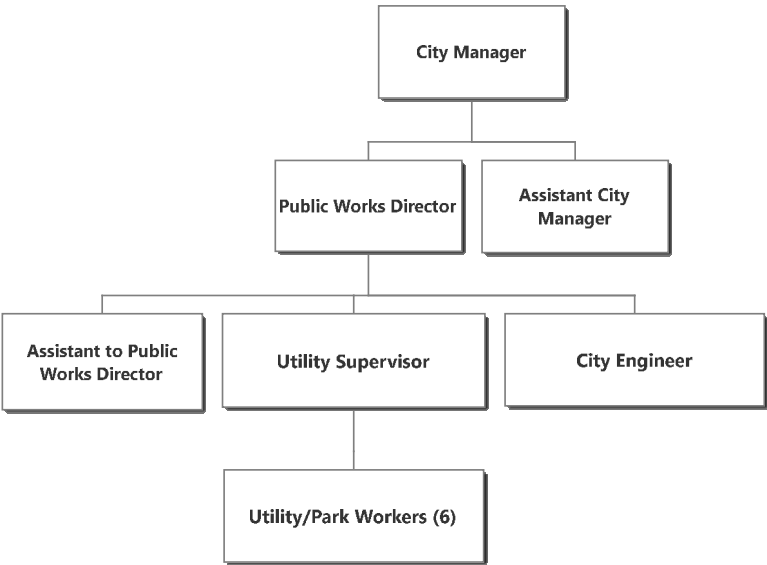 City Manager
Public Works Director
Assistant City
Manager
Assistant to Public
Works Director
Utility Supervisor
City Engineer
Utility/Park Workers (6)